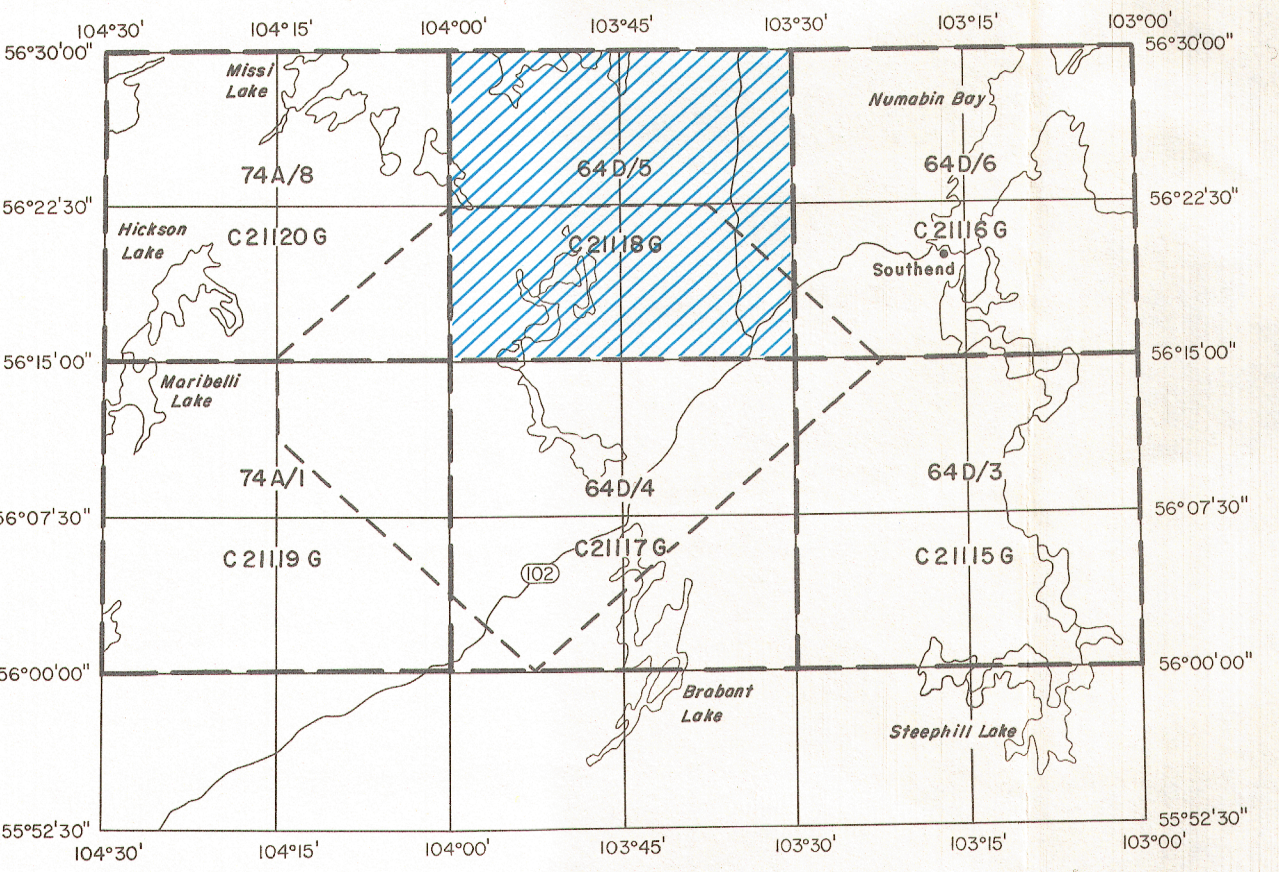 104°30' 104°15' 104°00' 103°45' 103°30' 103°15' 103°00'
56°30'00" 56°30'00"
Missi
Lake
Numabin Bay
74A/8 64D/5 64D/6
56°22'30" 56°22'30"
Hickson
Lake
C21120G C21118G C21116G
Southend
56°15'00" 56°15'00"
Maribelli
Lake
74A/1 64D/4 64D/3
56°07'30" 56°07'30"
C21119G C21117G C21115G
102
56°00'00" 56°00'00"
Brabant
Lake
Steephill Lake
55°52'30" 55°52'30"
104°30' 104°15' 104°00' 103°45' 103°30' 103°15' 103°00'